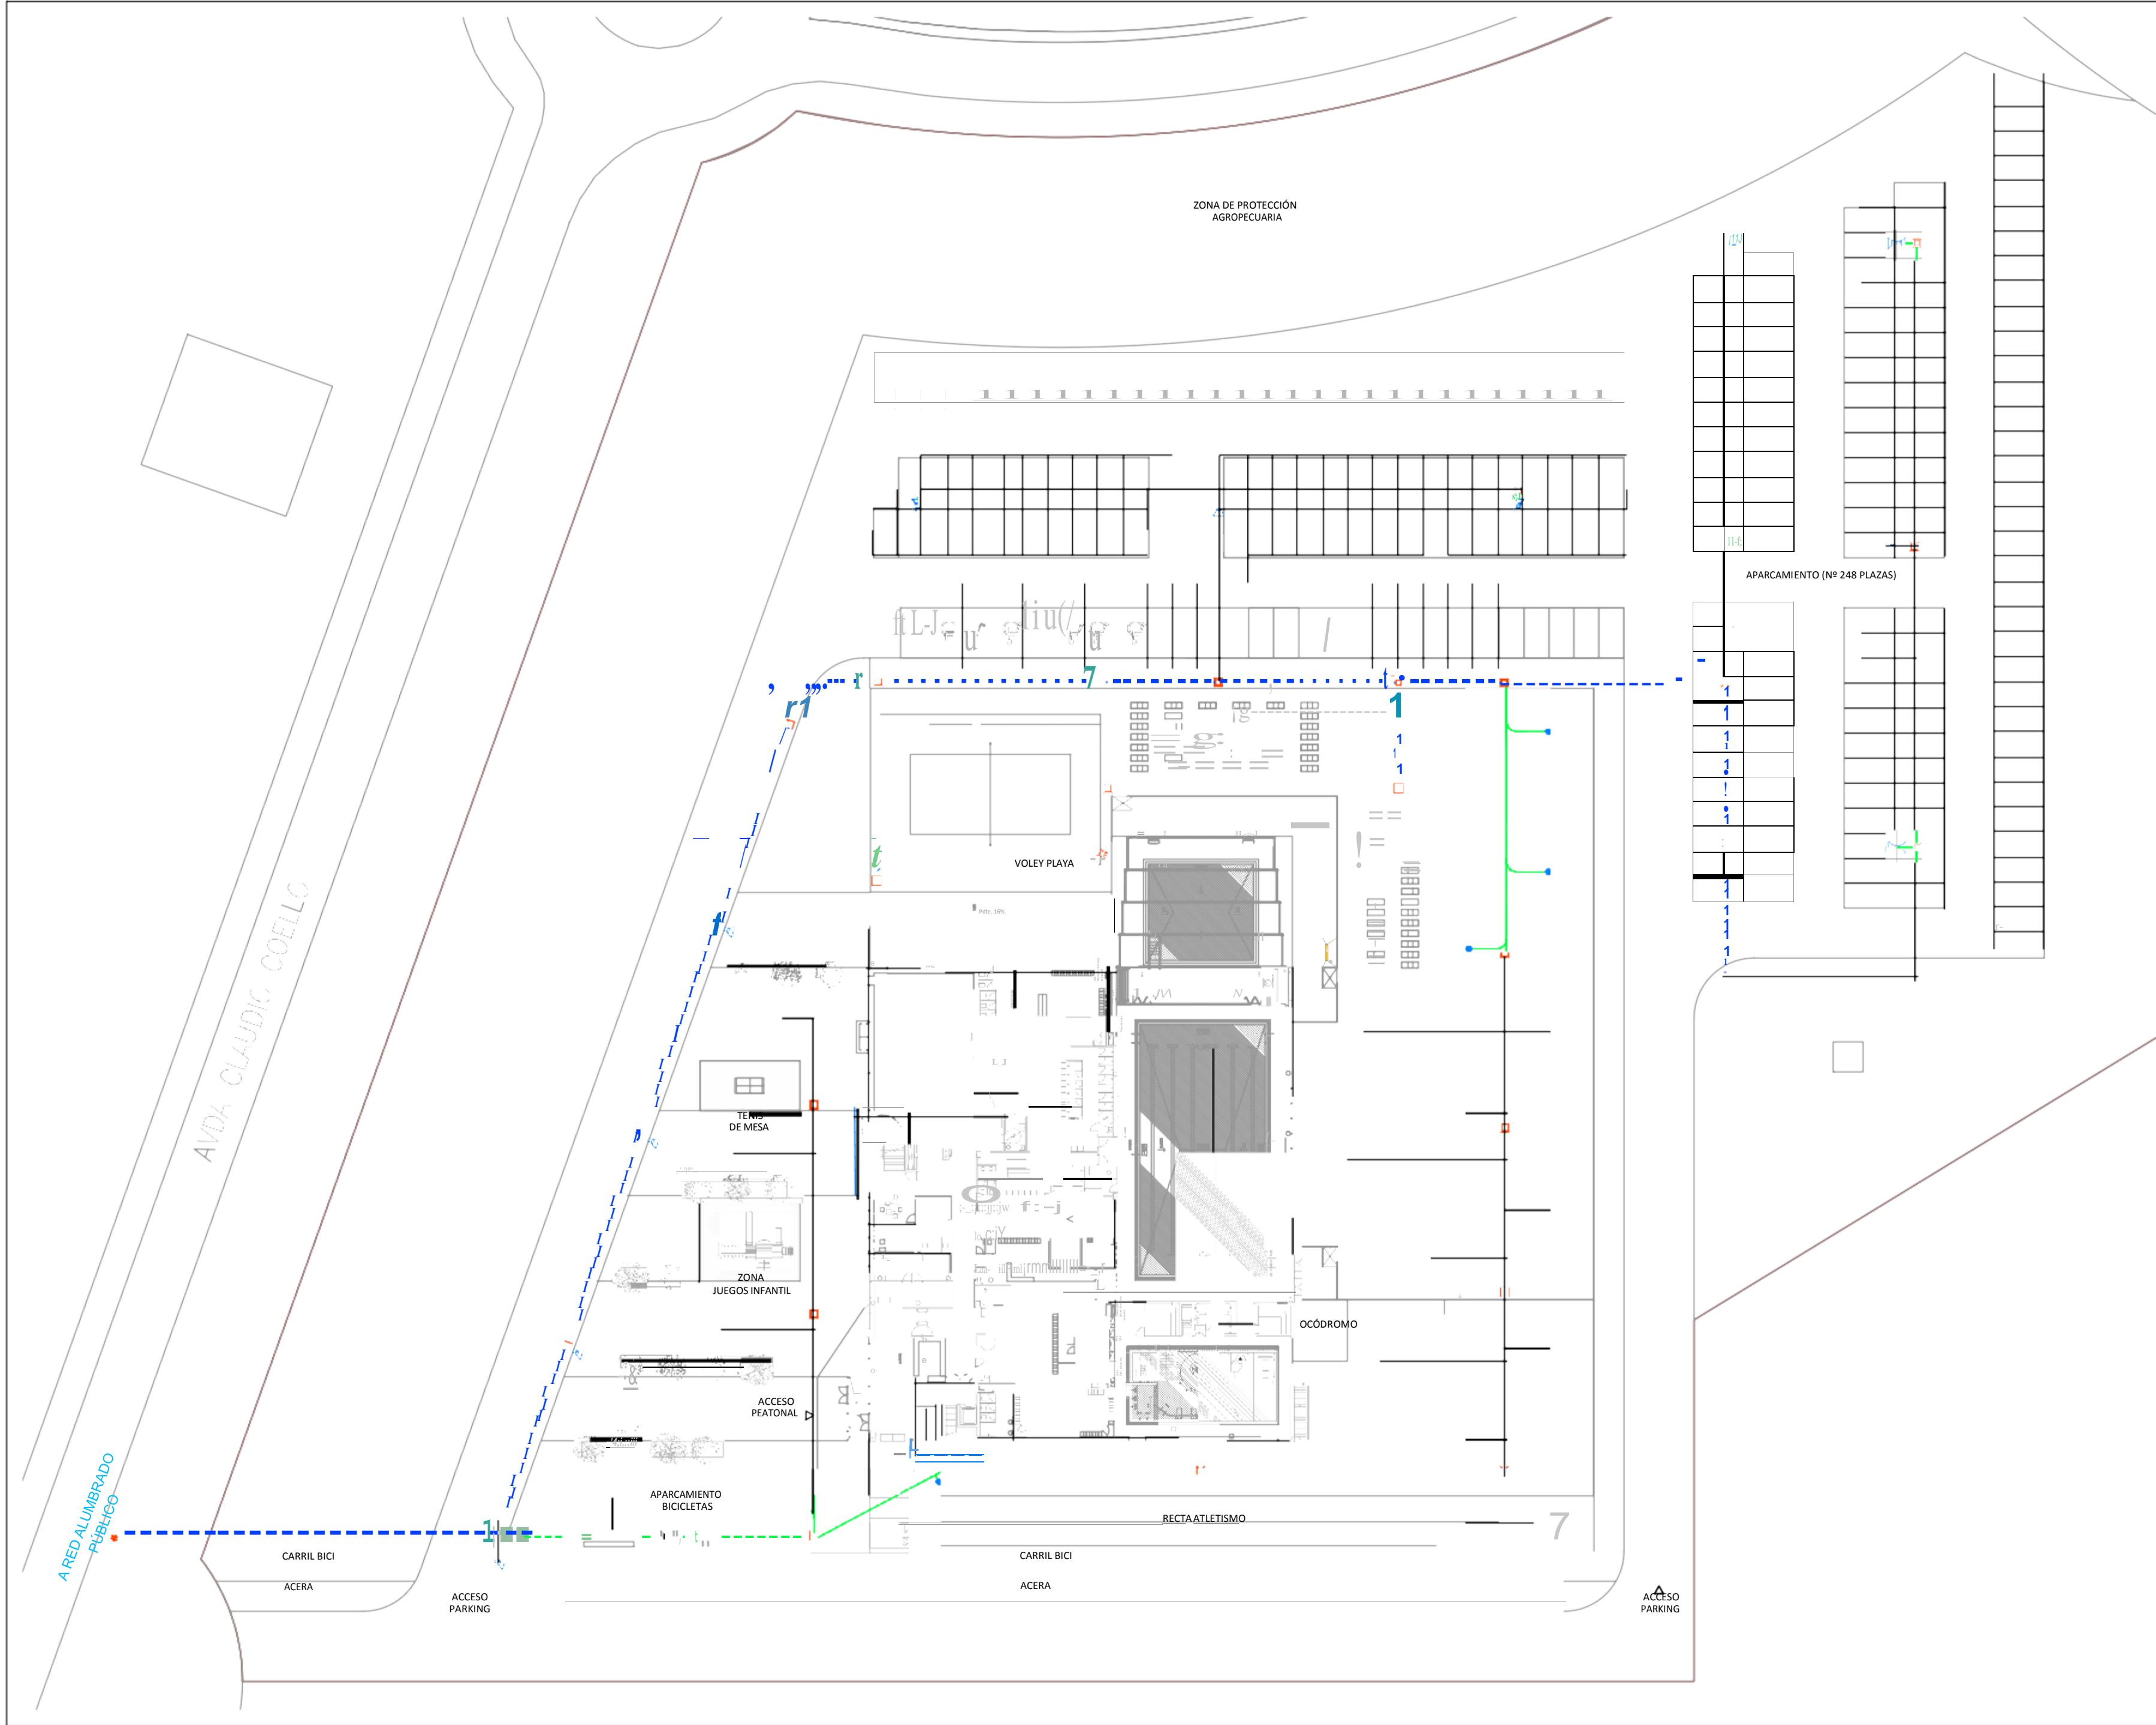 ZONA DE PROTECCIÓN
AGROPECUARIA
APARCAMIENTO (Nº 248 PLAZAS)
VOLEY PLAYA
Pdte. 16%
AVDA CLAUDIO COELLO
TENIS
DE MESA
ZONA
JUEGOS INFANTIL
OCÓDROMO
ACCESO
PEATONAL
APARCAMIENTO
BICICLETAS
RECTA ATLETISMO
A RED ALUMBRADO
PÚBLICO
CARRIL BICI
CARRIL BICI
ACERA
ACERA
ACCESO
PARKING
ACCESO
PARKING